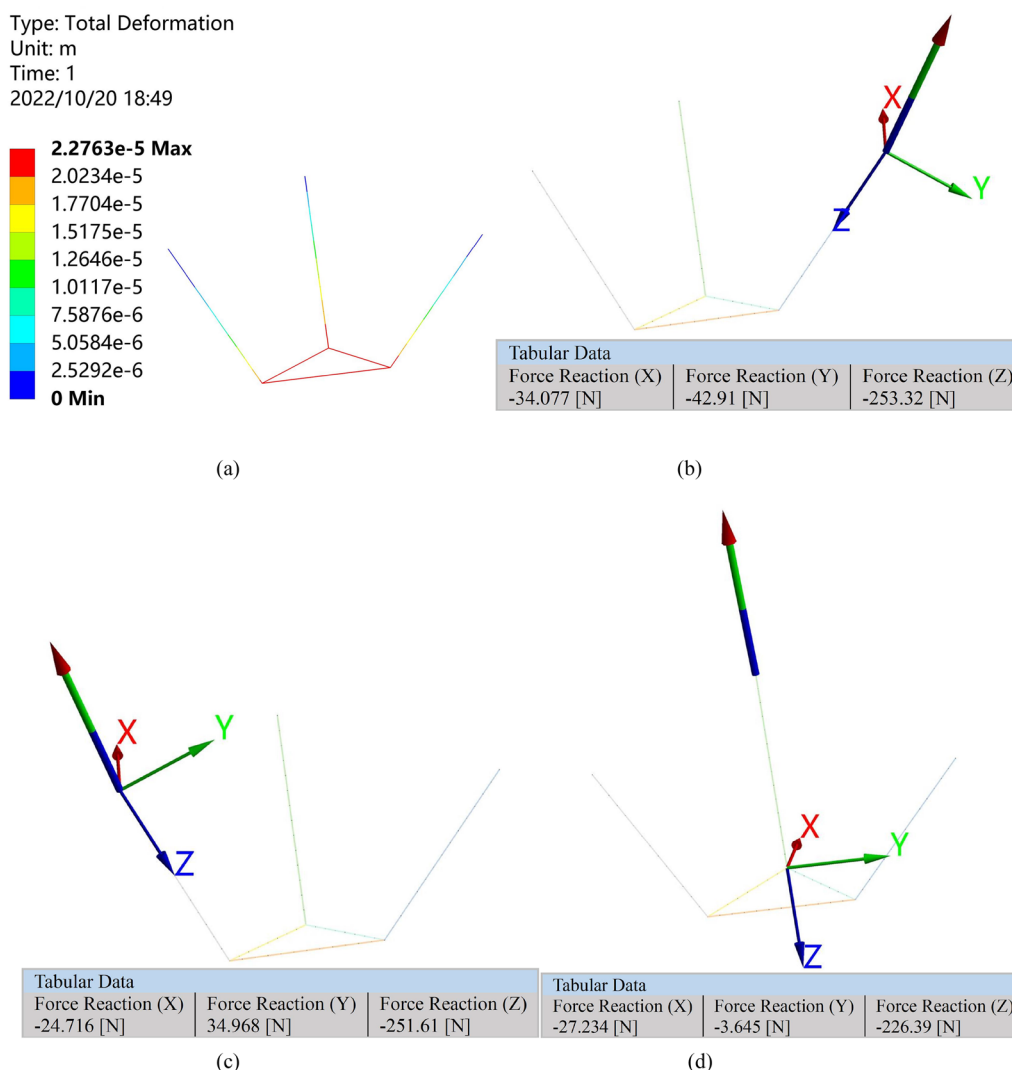 Type: Total Deformation
Unit: m
Time: 1
2022/10/20 18:49
2.2763e-5 Max
2.0234e-5
1.7704e-5
1.5175e-5
1.2646e-5
1.0117e-5
7.5876e-6
5.0584e-6
2.5292e-6
0 Min
(a)
X
Y
Z
Tabular Data
Force Reaction (X) Force Reaction (Y) Force Reaction (Z)
-34.077 [N] -42.91 [N] -253.32 [N]
(b)
X
Y
Z
Tabular Data
Force Reaction (X) Force Reaction (Y) Force Reaction (Z)
-24.716 [N] 34.968 [N] -251.61 [N]
(c)
X
Y
Z
Tabular Data
Force Reaction (X) Force Reaction (Y) Force Reaction (Z)
-27.234 [N] -3.645 [N] -226.39 [N]
(d)